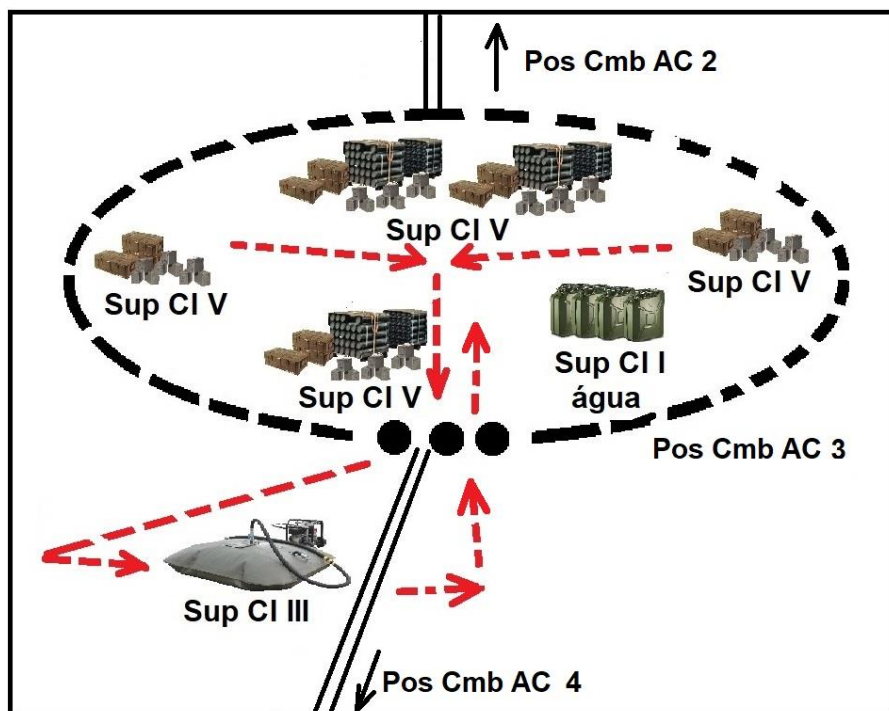 Pos Cmb AC 2
Sup Cl V
Sup Cl V
Sup Cl V
Sup Cl V
Sup Cl I
água
Pos Cmb AC 3
Sup Cl III
Pos Cmb AC 4